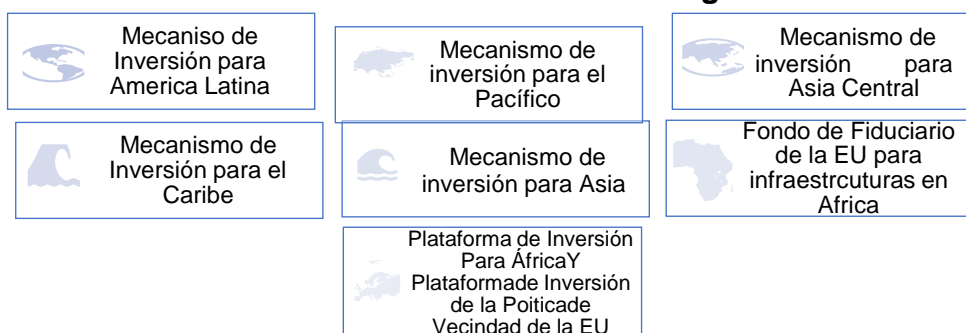 Mecaniso de
Inversión para
America Latina
Mecanismo de
inversión para el
Pacífico
Mecanismo de
inversión para
Asia Central
Mecanismo de
Inversión para el
Caribe
Mecanismo de
inversión para Asia
Fondo de Fiduciario
de la EU para
infraestrcuturas en
Africa
Plataforma de Inversión
Para ÁfricaY
Plataformade Inversión
de la Poiticade
Vecindad de la EU